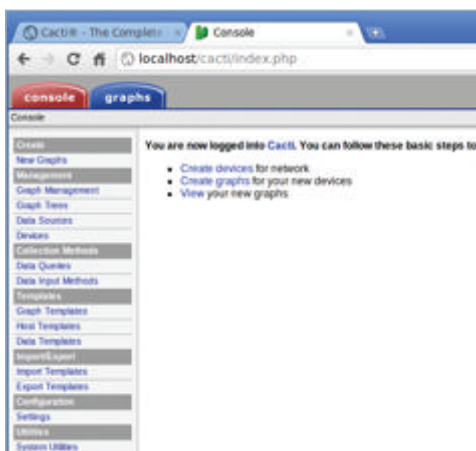 Cacti® - The Complete
Console
localhost/cacti/index.php
console
graphs
Console
Create
New Graphs
Management
Graph Management
Graph Trees
Data Sources
Devices
Collection Methods
Data Queries
Data Input Methods
Templates
Graph Templates
Host Templates
Data Templates
Import/Export
Import Templates
Export Templates
Configuration
Settings
Utilities
System Utilities
You are now logged into Cacti. You can follow these basic steps to
Create devices for network
Create graphs for your new devices
View your new graphs